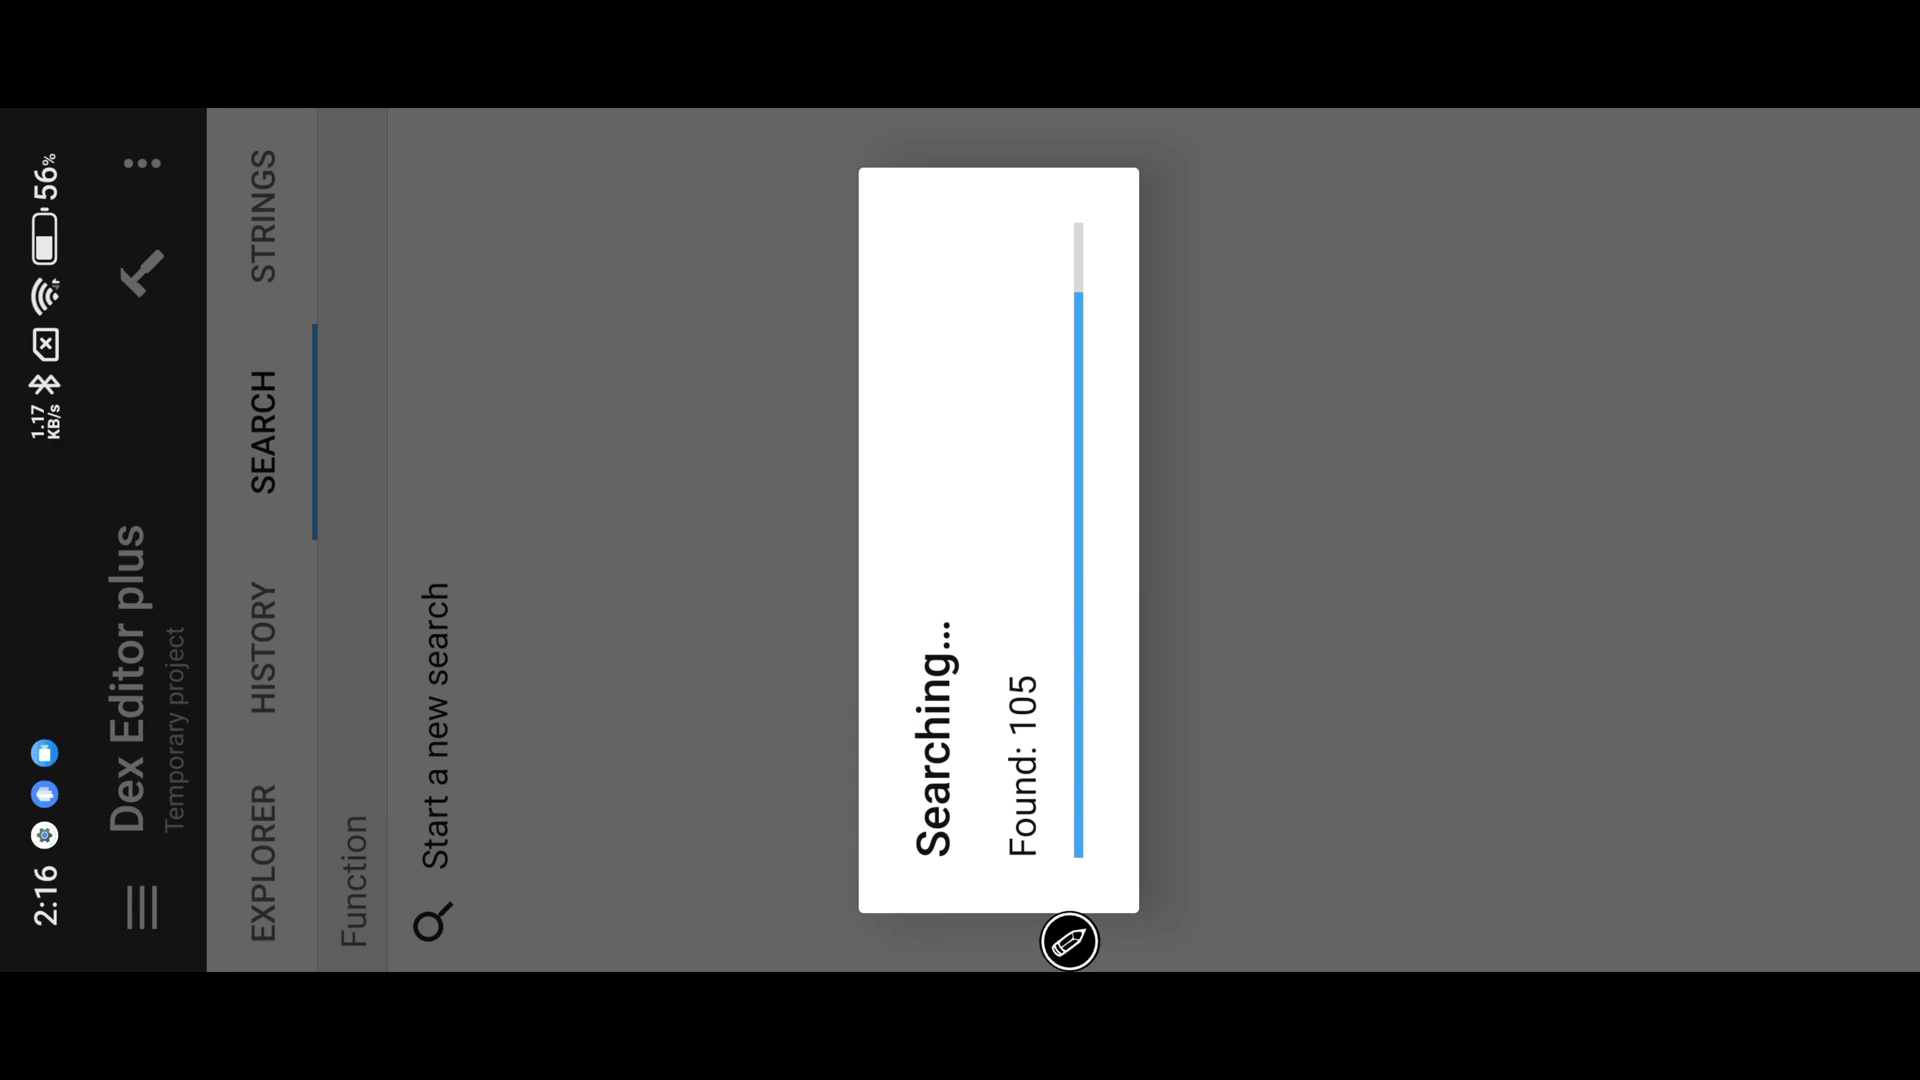 2:16
1.17
KB/s
56%
Dex Editor plus
Temporary project
EXPLORER
HISTORY
SEARCH
STRINGS
Function
Start a new search
Searching...
Found: 105